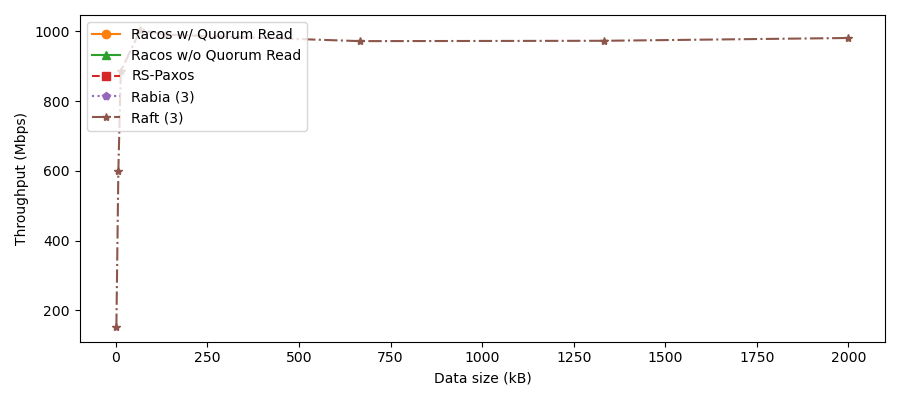 Racos w/ Quorum Read
Racos w/o Quorum Read
RS-Paxos
Rabia (3)
Raft (3)
Throughput (Mbps)
1000
800
600
400
200
0
250
500
750
1000
1250
1500
1750
2000
Data size (kB)